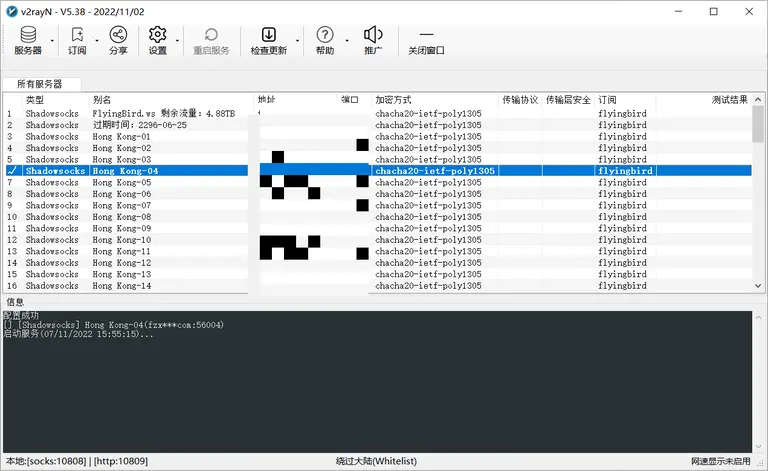 v2rayN - V5.38 - 2022/11/02
服务器 订阅 分享 设置 重启服务 检查更新 帮助 推广 关闭窗口
所有服务器
类型 别名 地址 端口 加密方式 传输协议 传输层安全 订阅 测试结果
1 Shadowsocks FlyingBird.ws 剩余流量：4.88TB chacha20-ietf-poly1305 flyingbird
2 Shadowsocks 过期时间：2296-06-25 chacha20-ietf-poly1305 flyingbird
3 Shadowsocks Hong Kong-01 chacha20-ietf-poly1305 flyingbird
4 Shadowsocks Hong Kong-02 chacha20-ietf-poly1305 flyingbird
5 Shadowsocks Hong Kong-03 chacha20-ietf-poly1305 flyingbird
✓ Shadowsocks Hong Kong-04 chacha20-ietf-poly1305 flyingbird
7 Shadowsocks Hong Kong-05 chacha20-ietf-poly1305 flyingbird
8 Shadowsocks Hong Kong-06 chacha20-ietf-poly1305 flyingbird
9 Shadowsocks Hong Kong-07 chacha20-ietf-poly1305 flyingbird
10 Shadowsocks Hong Kong-08 chacha20-ietf-poly1305 flyingbird
11 Shadowsocks Hong Kong-09 chacha20-ietf-poly1305 flyingbird
12 Shadowsocks Hong Kong-10 chacha20-ietf-poly1305 flyingbird
13 Shadowsocks Hong Kong-11 chacha20-ietf-poly1305 flyingbird
14 Shadowsocks Hong Kong-12 chacha20-ietf-poly1305 flyingbird
15 Shadowsocks Hong Kong-13 chacha20-ietf-poly1305 flyingbird
16 Shadowsocks Hong Kong-14 chacha20-ietf-poly1305 flyingbird
信息
配置成功
[] [Shadowsocks] Hong Kong-04(fzx***com:56004)
启动服务(07/11/2022 15:55:15)...
本地:[socks:10808] | [http:10809] 绕过大陆(Whitelist) 网速显示未启用